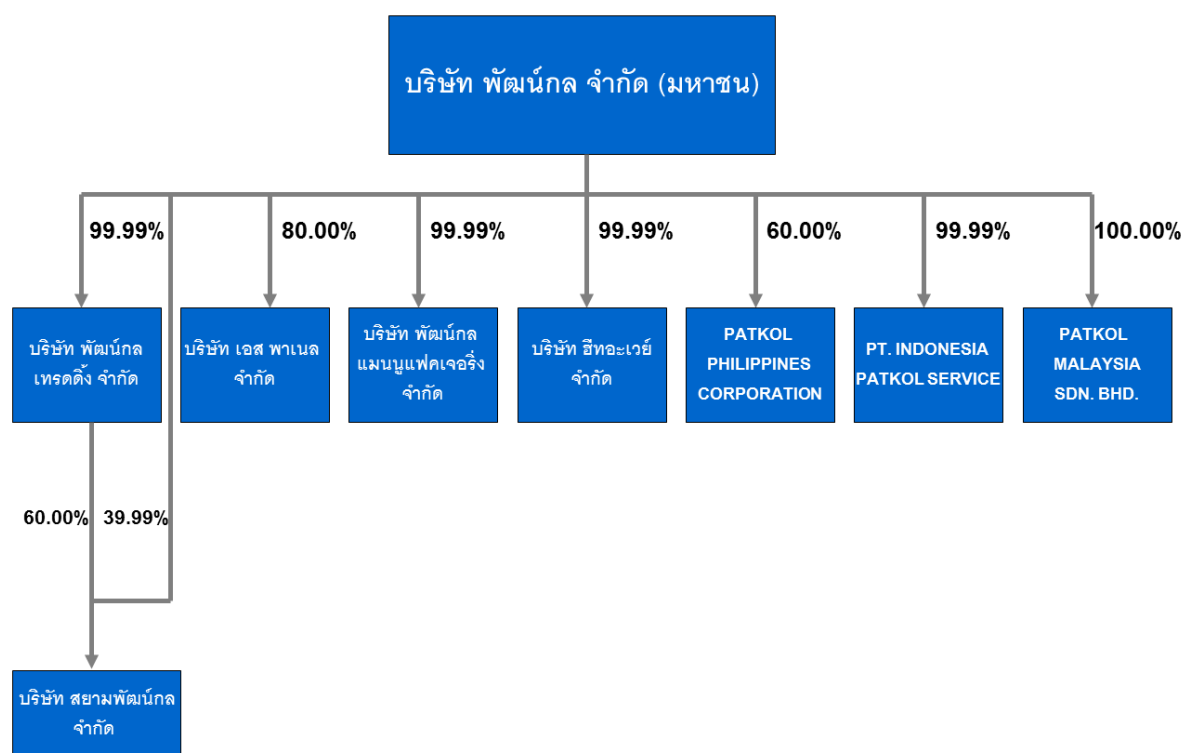 บริษัท พัฒน์กล จำกัด (มหาชน)
99.99%
80.00%
99.99%
99.99%
60.00%
99.99%
100.00%
บริษัท พัฒน์กล
เทรดดิ้ง จำกัด
บริษัท เอส พาเนล
จำกัด
บริษัท พัฒน์กล
แมนนูแฟคเจอริ่ง
จำกัด
บริษัท ฮีทอะเวย์
จำกัด
PATKOL
PHILIPPINES
CORPORATION
PT. INDONESIA
PATKOL SERVICE
PATKOL
MALAYSIA
SDN. BHD.
60.00%
39.99%
บริษัท สยามพัฒน์กล
จำกัด